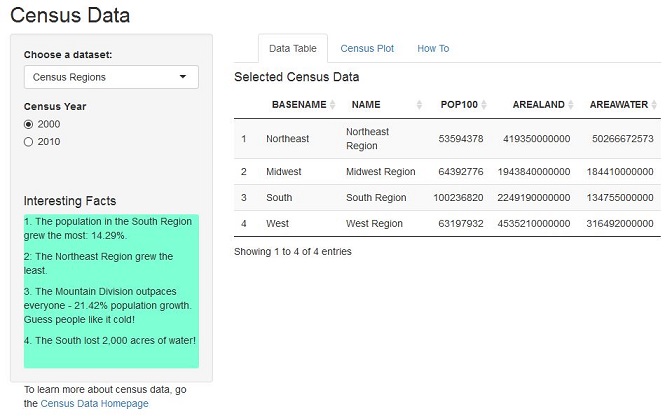 Census Data
Choose a dataset:
Census Regions
Census Year
2000
2010
Interesting Facts
1. The population in the South Region
grew the most: 14.29%.
2: The Northeast Region grew the
least.
3. The Mountain Division outpaces
everyone - 21.42% population growth.
Guess people like it cold!
4. The South lost 2,000 acres of water!
To learn more about census data, go
the Census Data Homepage
Data Table Census Plot How To
Selected Census Data
BASENAME NAME POP100 AREALAND AREAWATER
1 Northeast Northeast Region 53594378 419350000000 50266672573
2 Midwest Midwest Region 64392776 1943840000000 184410000000
3 South South Region 100236820 2249190000000 134755000000
4 West West Region 63197932 4535210000000 316492000000
Showing 1 to 4 of 4 entries